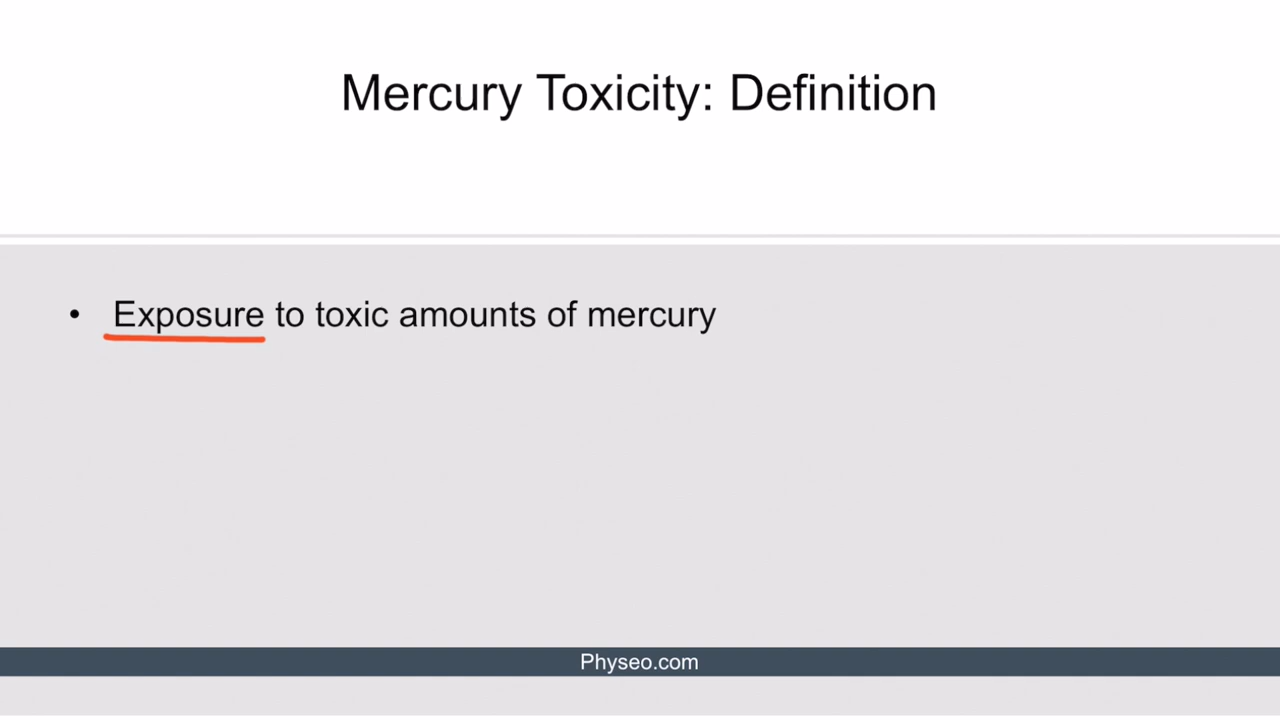 Mercury Toxicity: Definition
• Exposure to toxic amounts of mercury
Physeo.com